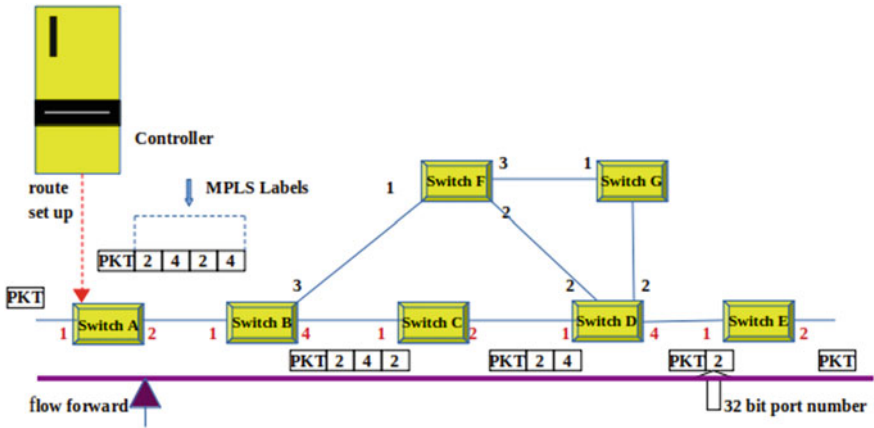 Controller
route
set up
MPLS Labels
PKT 2 4 2 4
PKT
1 Switch F 3
2
1 Switch G
3
2 2
1 Switch A 2
1 Switch B 4
1 Switch C 2
1 Switch D 4
1 Switch E 2
PKT 2 4 2
PKT 2 4
PKT 2
PKT
flow forward
32 bit port number